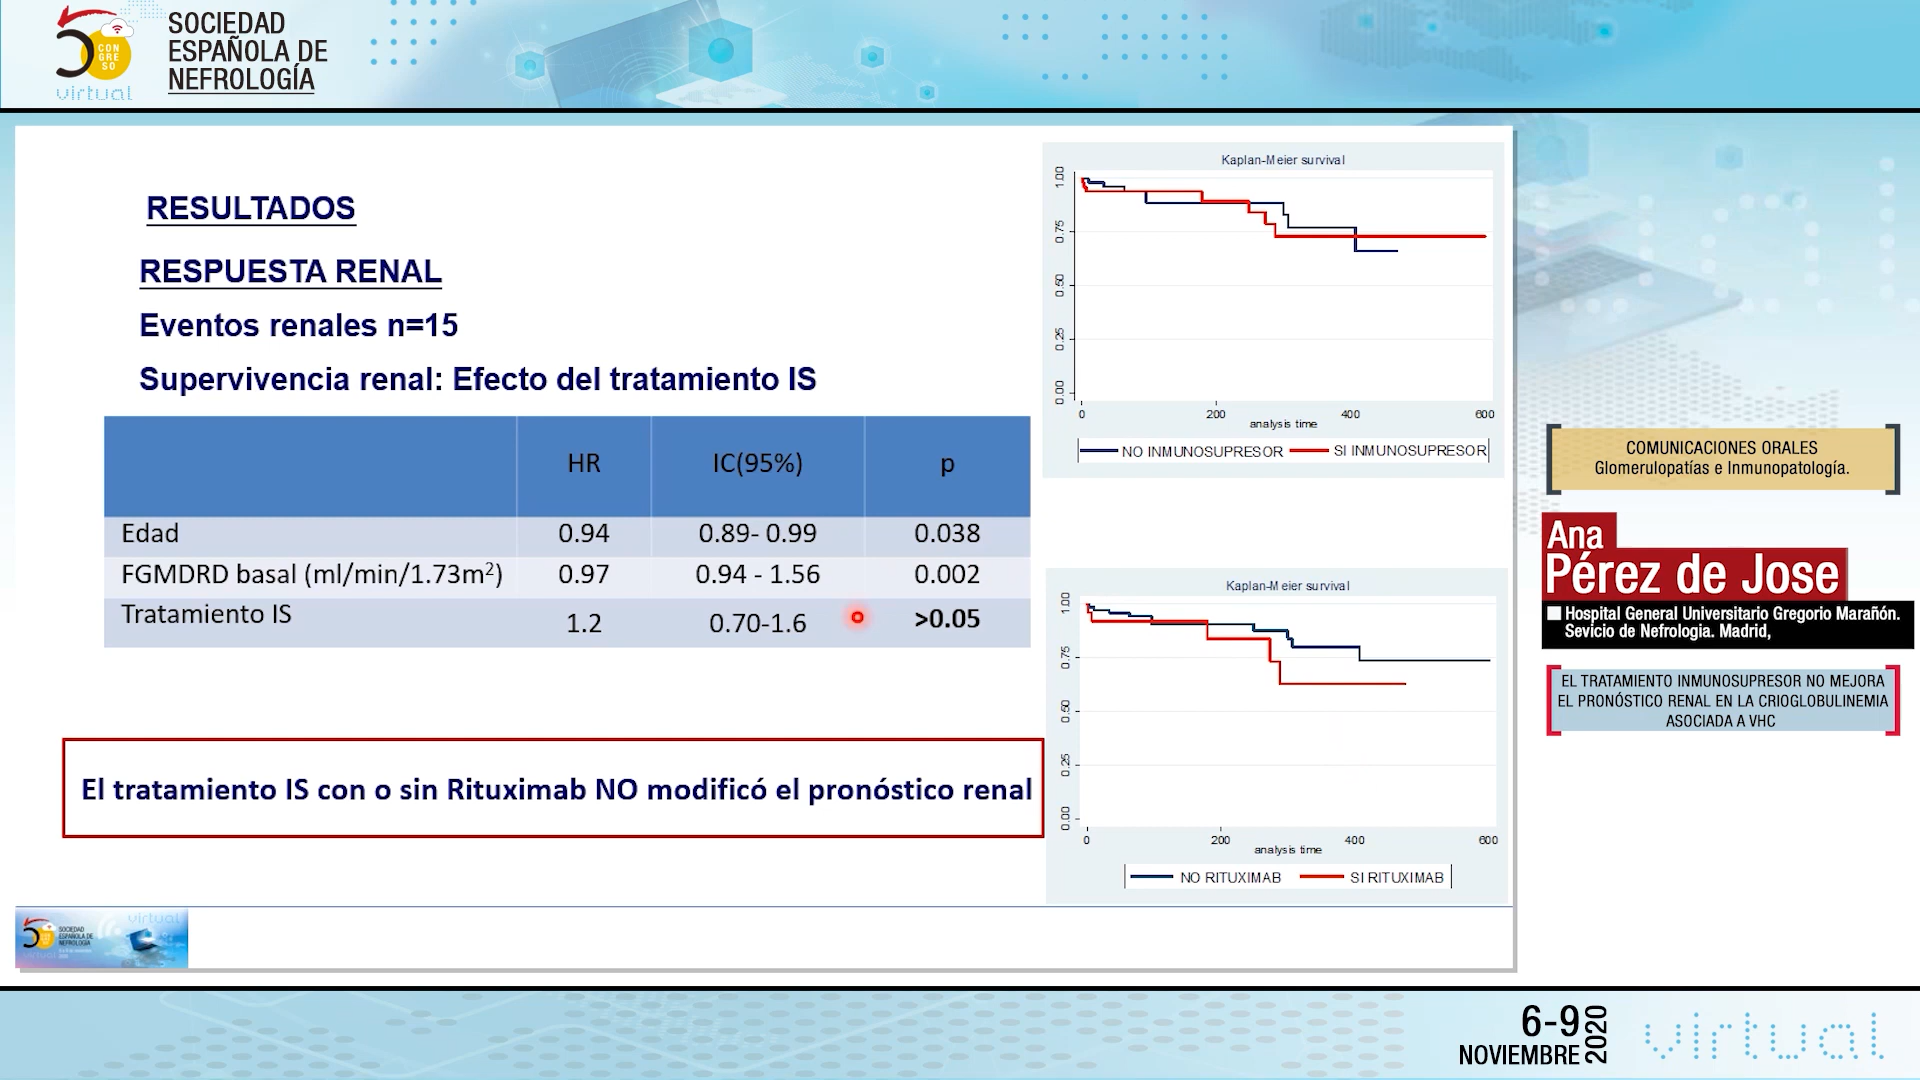 SOCIEDAD
ESPAÑOLA DE
NEFROLOGÍA
5
CON
GRE
SO
virtual
RESULTADOS
RESPUESTA RENAL
Eventos renales n=15
Supervivencia renal: Efecto del tratamiento IS
HR IC(95%) p
Edad 0.94 0.89- 0.99 0.038
FGMDRD basal (ml/min/1.73m²) 0.97 0.94 - 1.56 0.002
Tratamiento IS 1.2 0.70-1.6 >0.05
El tratamiento IS con o sin Rituximab NO modificó el pronóstico renal
Kaplan-Meier survival
1.00
0.75
0.50
0.25
0.00
0 200 400 600
analysis time
NO INMUNOSUPRESOR SI INMUNOSUPRESOR
Kaplan-Meier survival
1.00
0.75
0.50
0.25
0.00
0 200 400 600
analysis time
NO RITUXIMAB SI RITUXIMAB
COMUNICACIONES ORALES
Glomerulopatías e Inmunopatología.
Ana
Pérez de Jose
Hospital General Universitario Gregorio Marañón.
Sevicio de Nefrologia. Madrid,
EL TRATAMIENTO INMUNOSUPRESOR NO MEJORA
EL PRONÓSTICO RENAL EN LA CRIOGLOBULINEMIA
ASOCIADA A VHC
SOCIEDAD
ESPAÑOLA DE
NEFROLOGÍA
virtual
6-9
NOVIEMBRE
2020
virtual